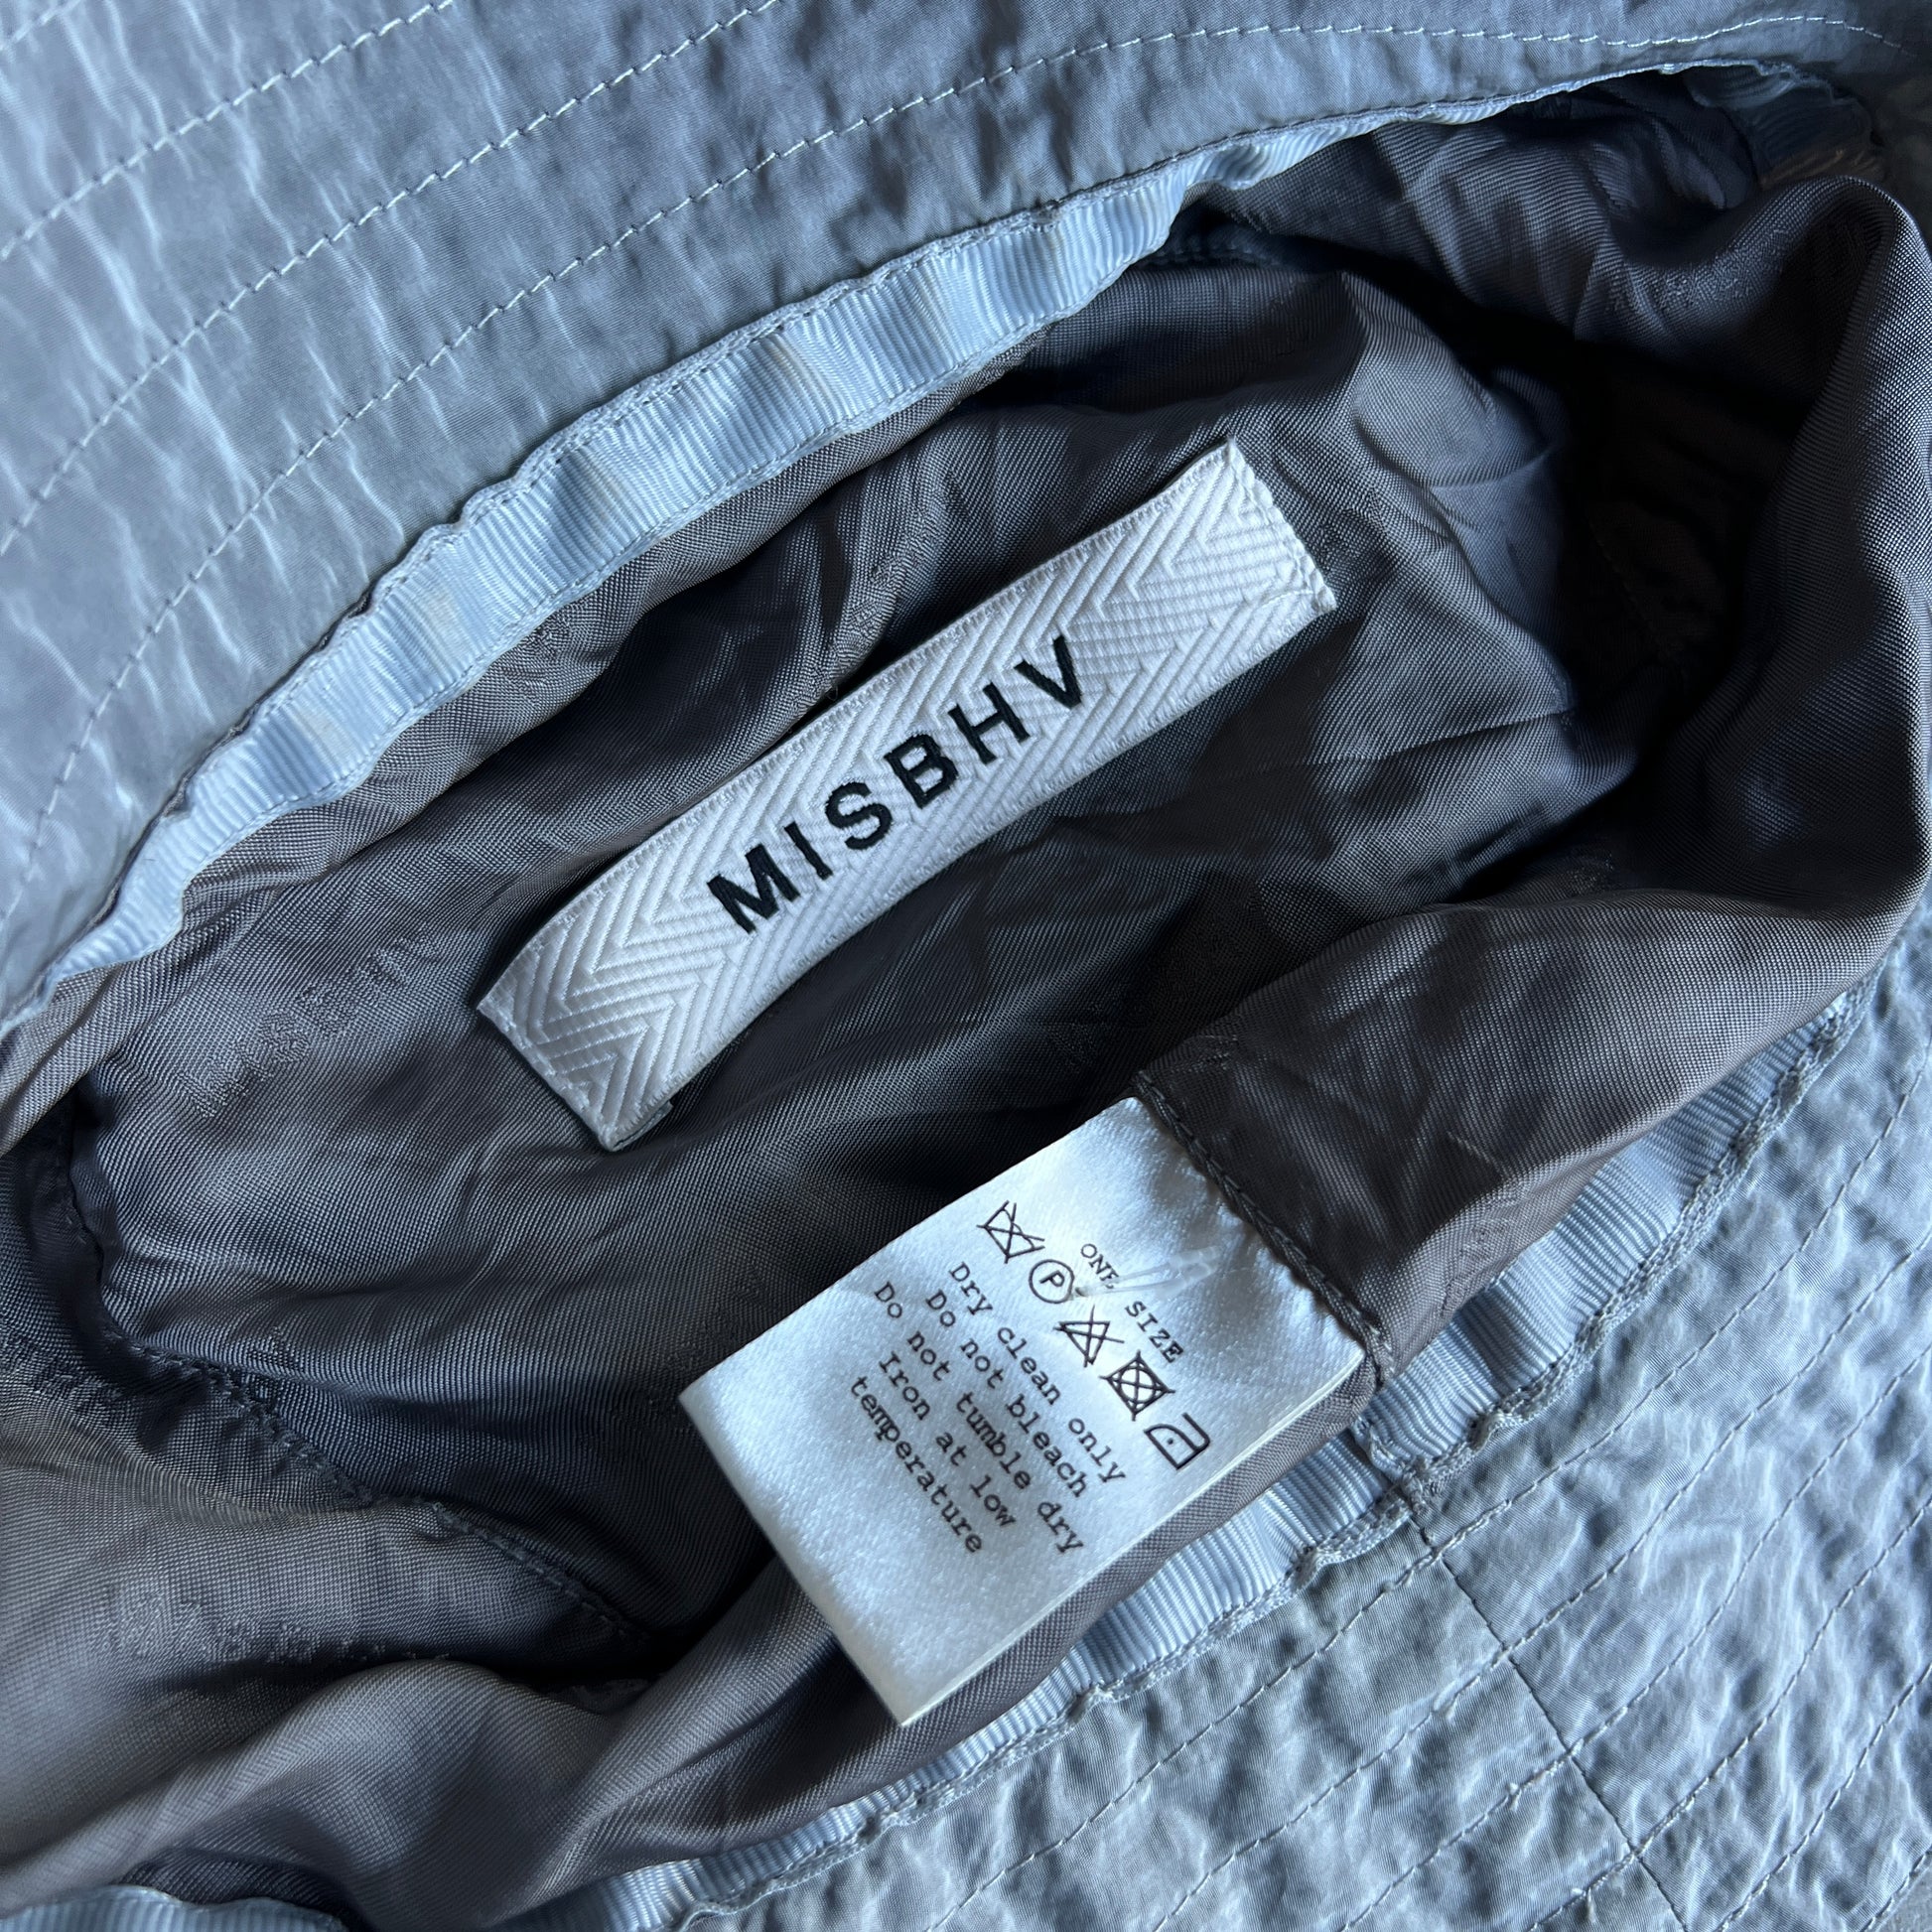 MISBHV
ONE SIZE
P
Dry clean only
Do not bleach
Do not tumble dry
Iron at low
temperature